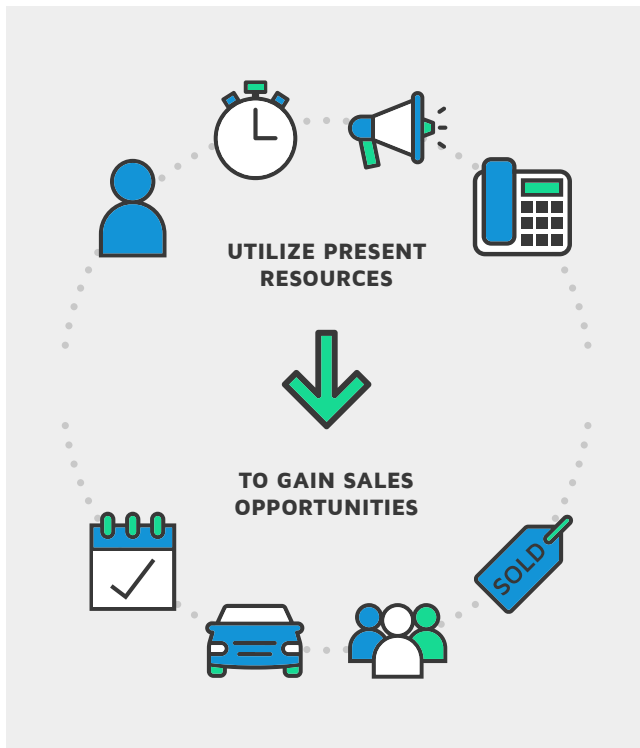 UTILIZE PRESENT
RESOURCES
TO GAIN SALES
OPPORTUNITIES
SOLD